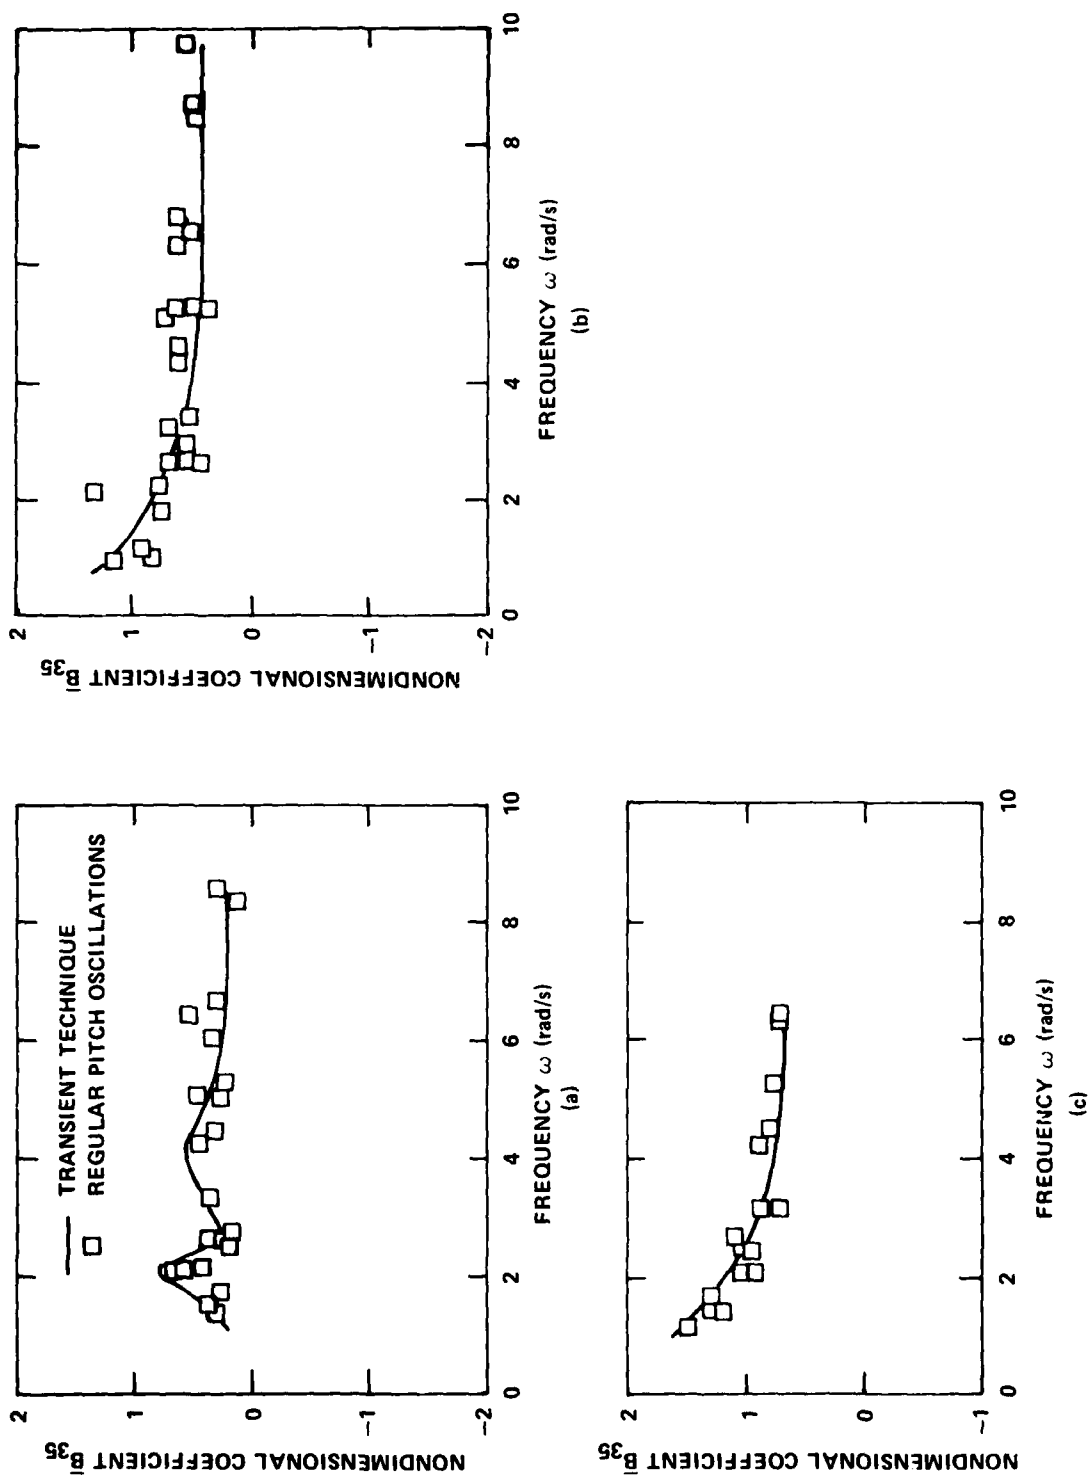 NONDIMENSIONAL COEFFICIENT B̅₃₅
2
1
0
−1
−2
0
2
4
6
8
10
TRANSIENT TECHNIQUE
REGULAR PITCH OSCILLATIONS
FREQUENCY ω (rad/s)
(a)
NONDIMENSIONAL COEFFICIENT B̅₃₅
2
1
0
−1
−2
0
2
4
6
8
10
FREQUENCY ω (rad/s)
(b)
NONDIMENSIONAL COEFFICIENT B̅₃₅
2
1
0
−1
0
2
4
6
8
10
FREQUENCY ω (rad/s)
(c)